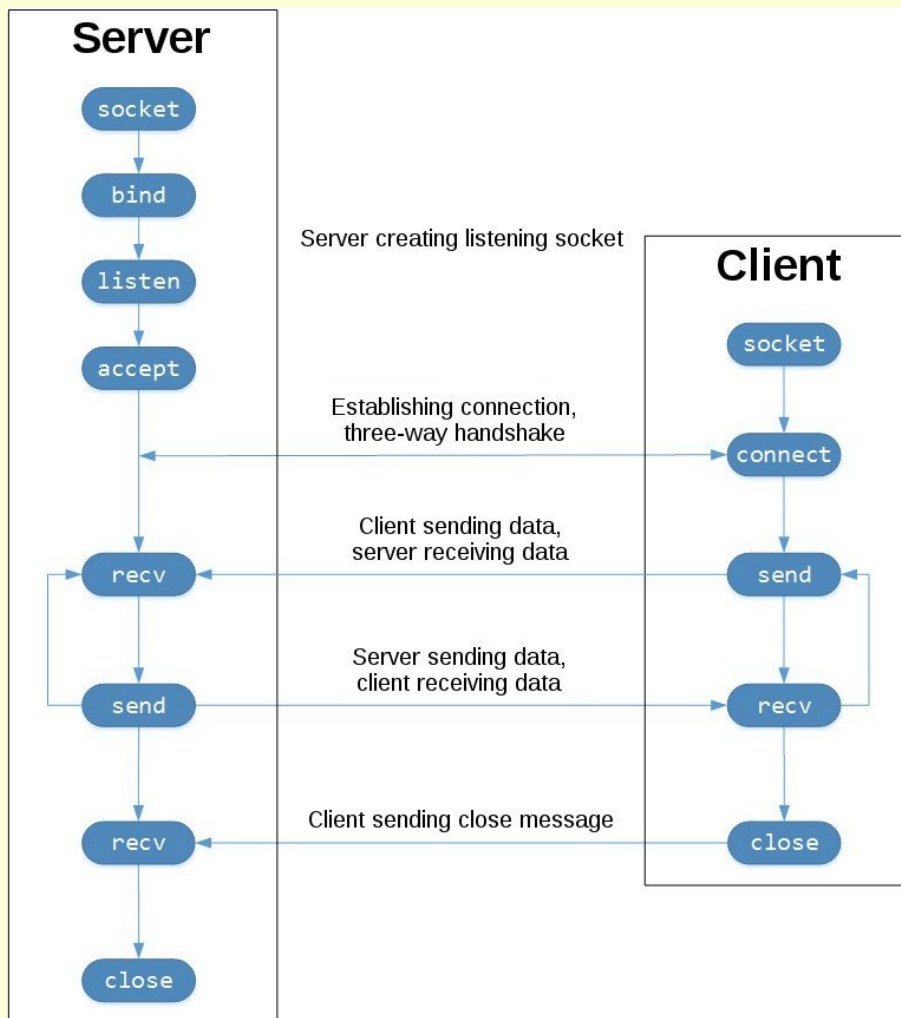 Server
socket
bind
Server creating listening socket
listen
Client
socket
accept
Establishing connection,
three-way handshake
connect
Client sending data,
server receiving data
recv
send
Server sending data,
client receiving data
send
recv
Client sending close message
recv
close
close